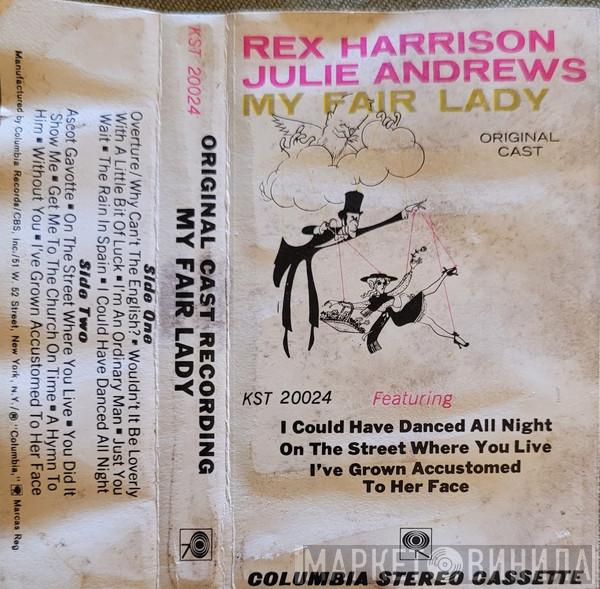 REX HARRISON
JULIE ANDREWS
MY FAIR LADY
ORIGINAL
CAST
KST 20024
Featuring
I Could Have Danced All Night
On The Street Where You Live
I've Grown Accustomed
To Her Face
COLUMBIA STEREO CASSETTE
МАРКЕТ ВИНИЛА
KST 20024
ORIGINAL CAST RECORDING
MY FAIR LADY
Side One
Overture/Why Can't The English? ▪ Wouldn't It Be Loverly
With A Little Bit Of Luck ▪ I'm An Ordinary Man ▪ Just You
Wait ▪ The Rain In Spain ▪ I Could Have Danced All Night
Side Two
Ascot Gavotte ▪ On The Street Where You Live ▪ You Did It
Show Me ▪ Get Me To The Church On Time ▪ A Hymn To
Him ▪ Without You ▪ I've Grown Accustomed To Her Face
Manufactured by Columbia Records/CBS, Inc./51 W. 52 Street, New York, N.Y./® "Columbia," Marcas Reg